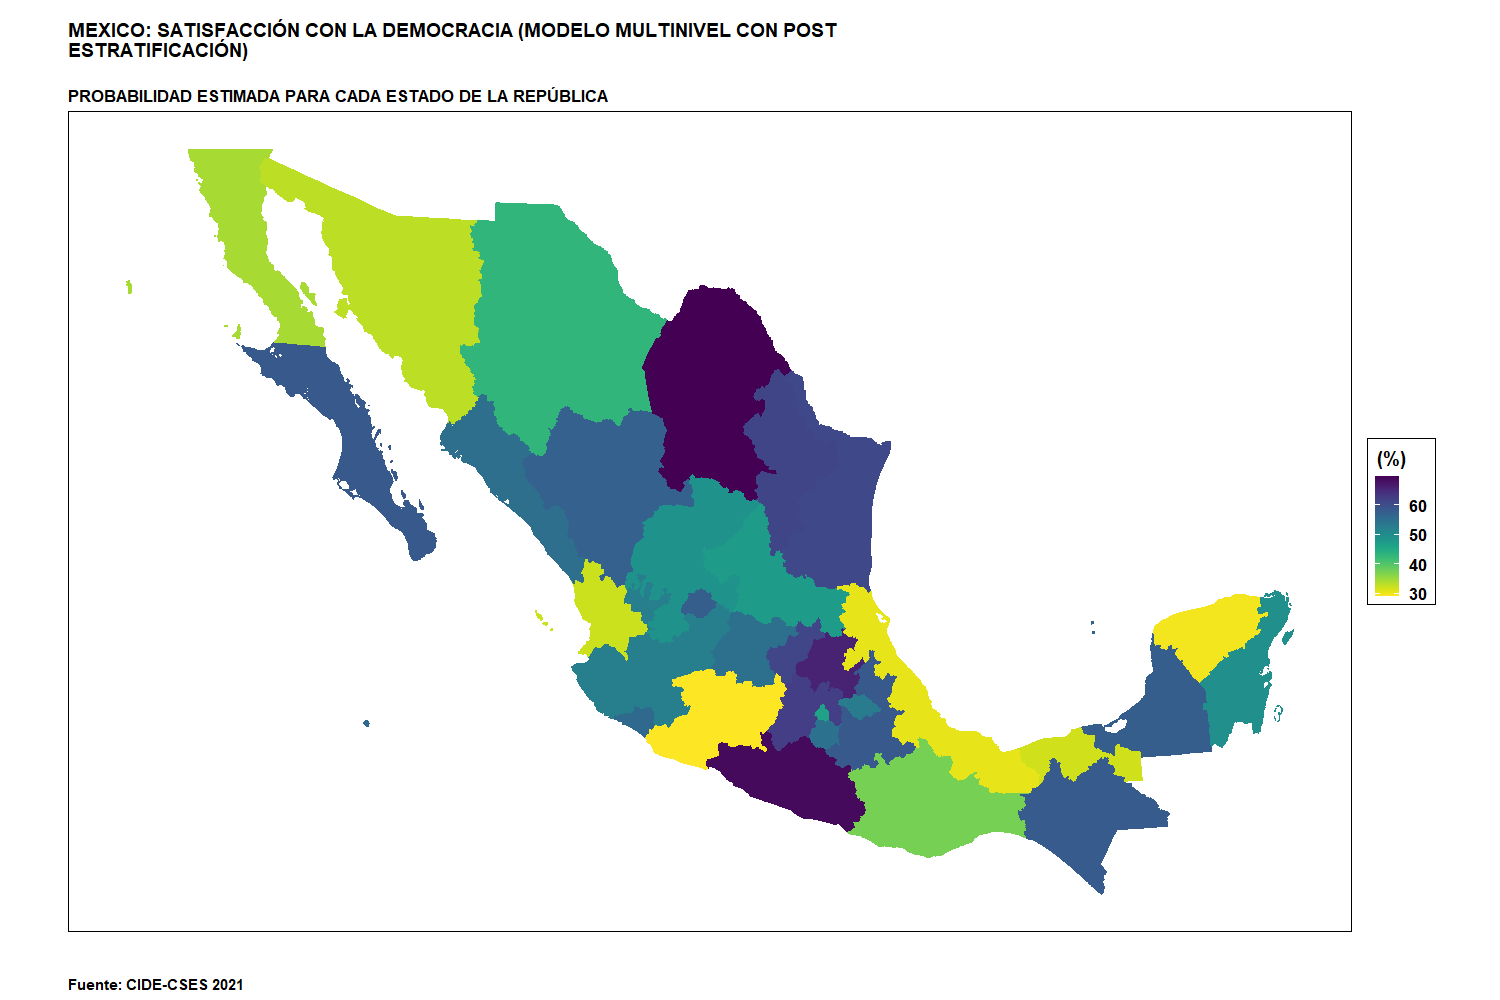 MEXICO: SATISFACCIÓN CON LA DEMOCRACIA (MODELO MULTINIVEL CON POST
ESTRATIFICACIÓN)
PROBABILIDAD ESTIMADA PARA CADA ESTADO DE LA REPÚBLICA
(%)
60
50
40
30
Fuente: CIDE-CSES 2021